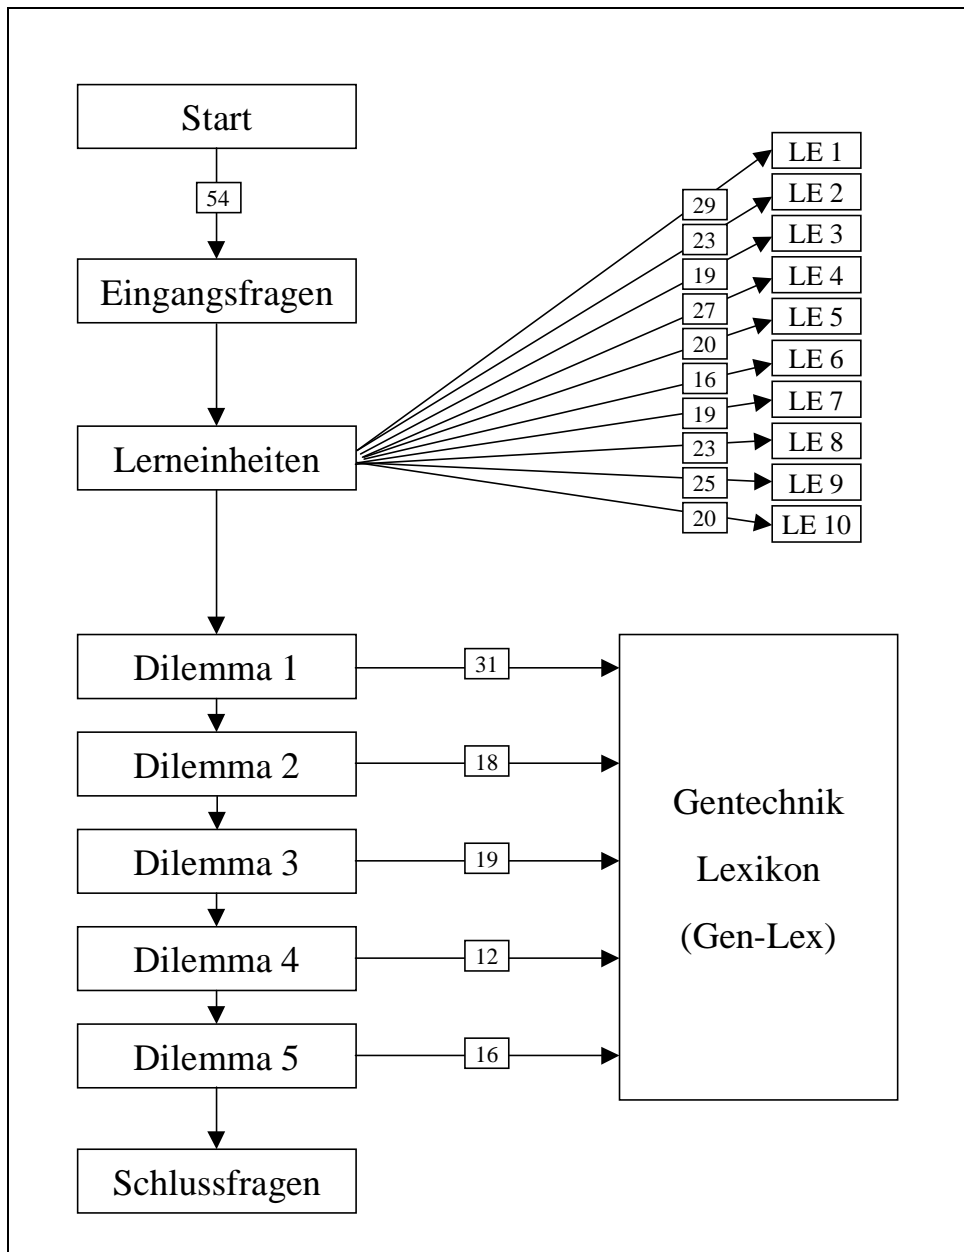 Start
54
Eingangsfragen
Lerneinheiten
29
23
19
27
20
16
19
23
25
20
LE 1
LE 2
LE 3
LE 4
LE 5
LE 6
LE 7
LE 8
LE 9
LE 10
Dilemma 1
31
Dilemma 2
18
Dilemma 3
19
Dilemma 4
12
Dilemma 5
16
Gentechnik
Lexikon
(Gen-Lex)
Schlussfragen